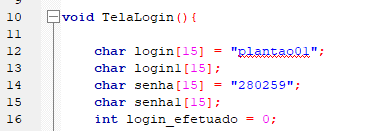 10 void TelaLogin(){
11
12 char login[15] = "plantao01";
13 char login1[15];
14 char senha[15] = "280259";
15 char senha1[15];
16 int login_efetuado = 0;